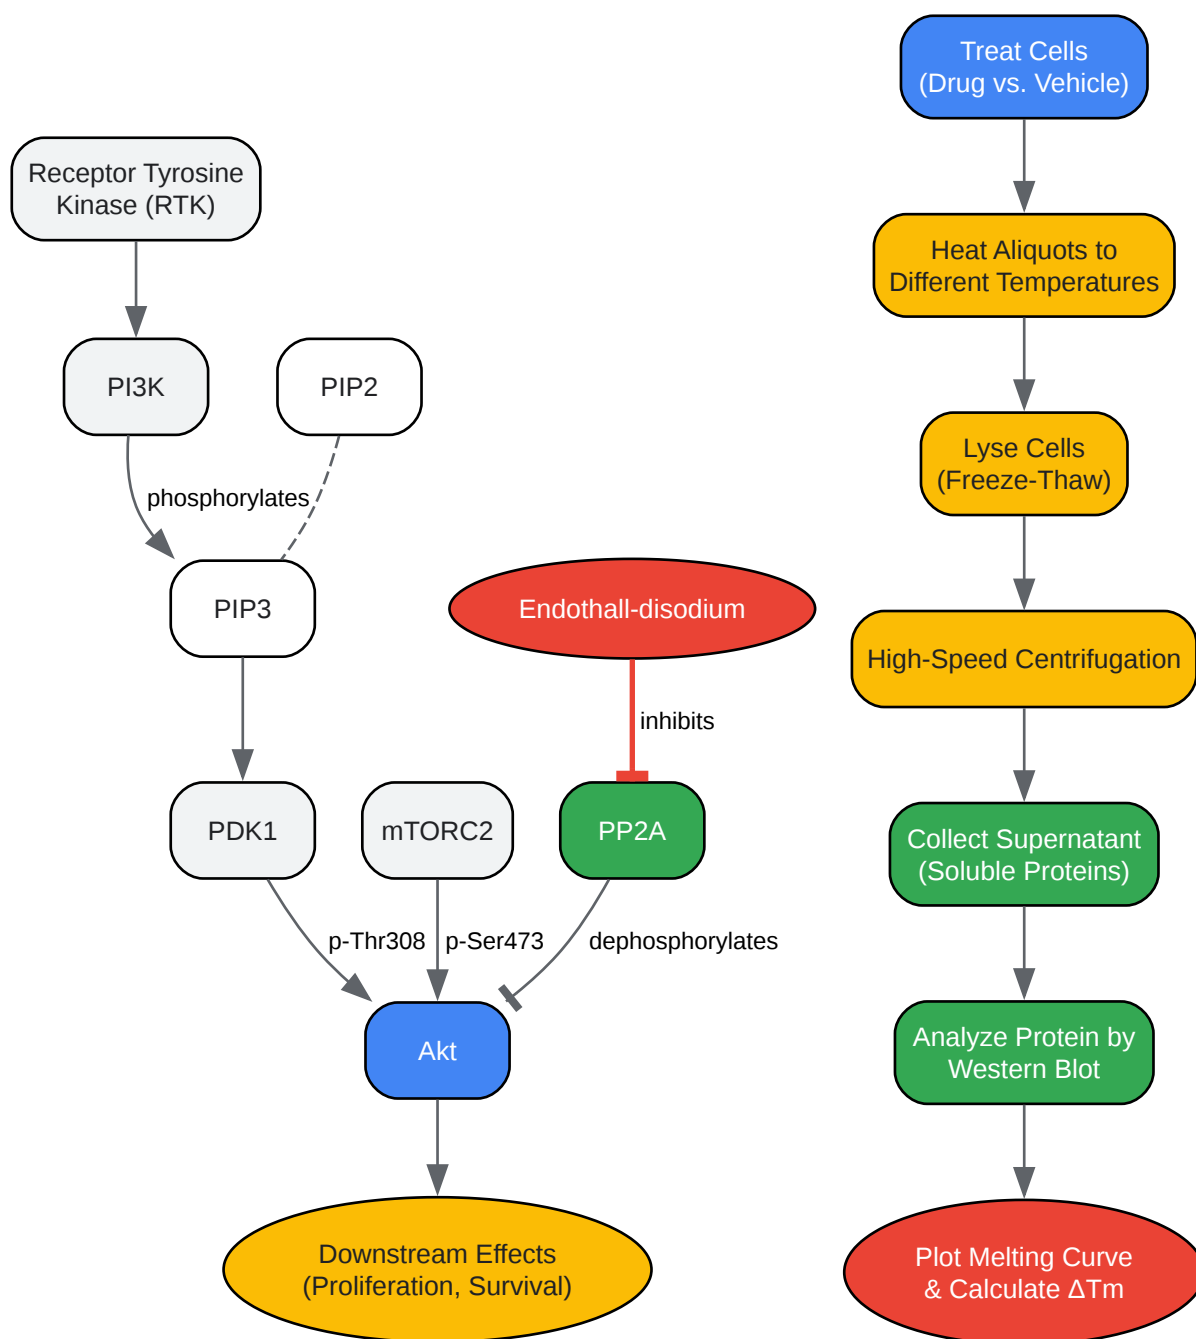 Receptor Tyrosine
Kinase (RTK)
PI3K
PIP2
phosphorylates
PIP3
Endothall-disodium
inhibits
PDK1
mTORC2
PP2A
p-Thr308
p-Ser473
dephosphorylates
Akt
Downstream Effects
(Proliferation, Survival)
Treat Cells
(Drug vs. Vehicle)
Heat Aliquots to
Different Temperatures
Lyse Cells
(Freeze-Thaw)
High-Speed Centrifugation
Collect Supernatant
(Soluble Proteins)
Analyze Protein by
Western Blot
Plot Melting Curve
& Calculate ΔTm